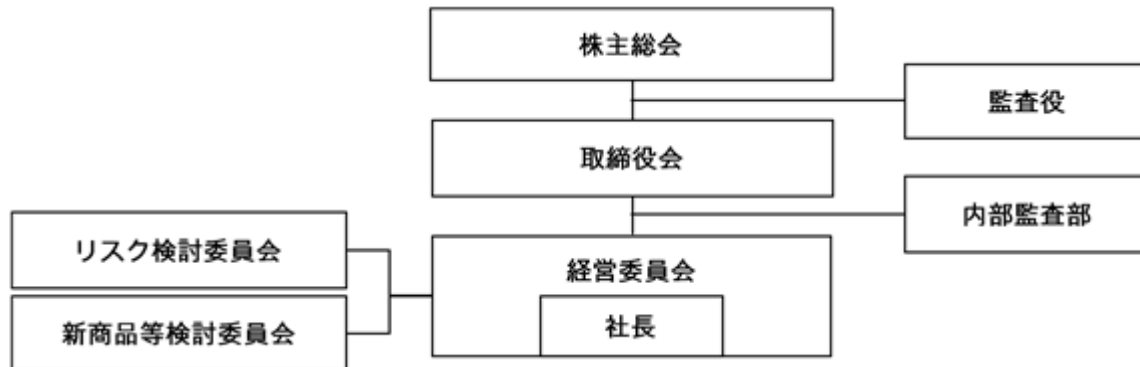 株主総会
監査役
取締役会
内部監査部
リスク検討委員会
経営委員会
社長
新商品等検討委員会